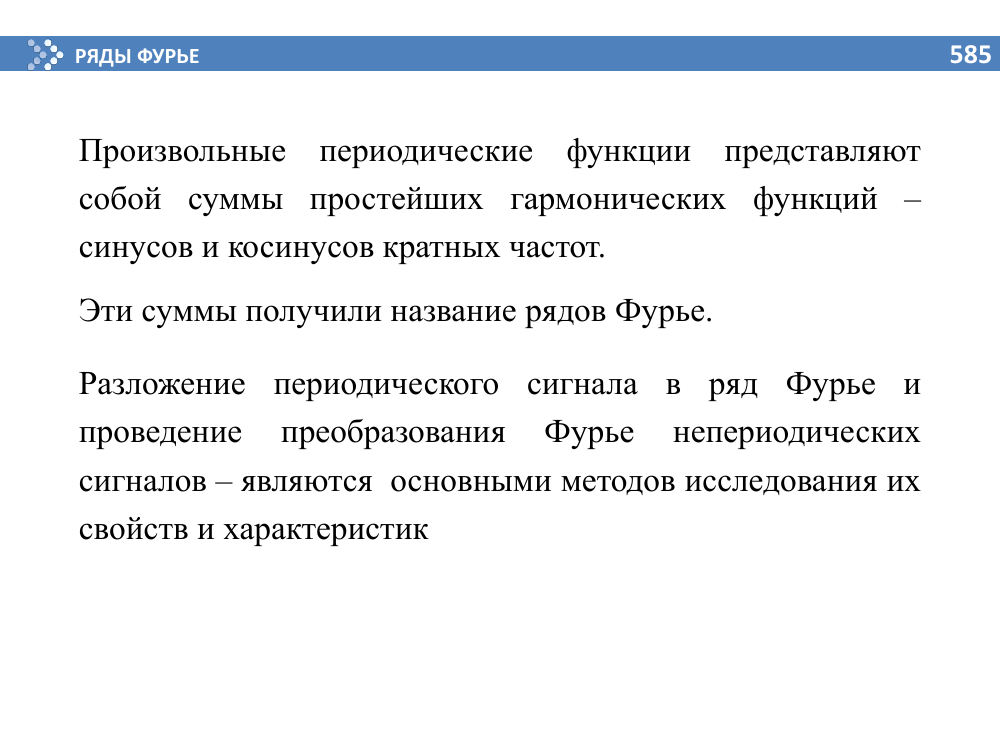 РЯДЫ ФУРЬЕ
585
Произвольные периодические функции представляют
собой суммы простейших гармонических функций –
синусов и косинусов кратных частот.
Эти суммы получили название рядов Фурье.
Разложение периодического сигнала в ряд Фурье и
проведение преобразования Фурье непериодических
сигналов – являются  основными методов исследования их
свойств и характеристик